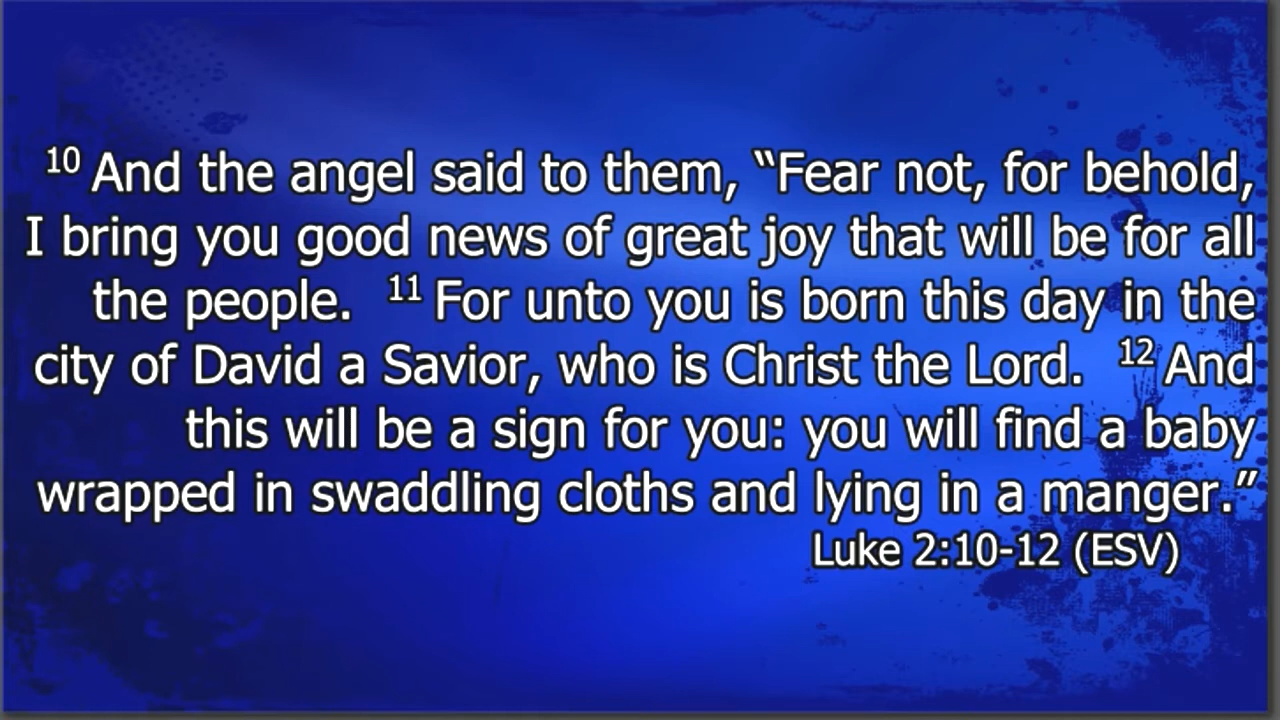 10 And the angel said to them, “Fear not, for behold,
I bring you good news of great joy that will be for all
the people. 11 For unto you is born this day in the
city of David a Savior, who is Christ the Lord. 12 And
this will be a sign for you: you will find a baby
wrapped in swaddling cloths and lying in a manger.”
Luke 2:10-12 (ESV)